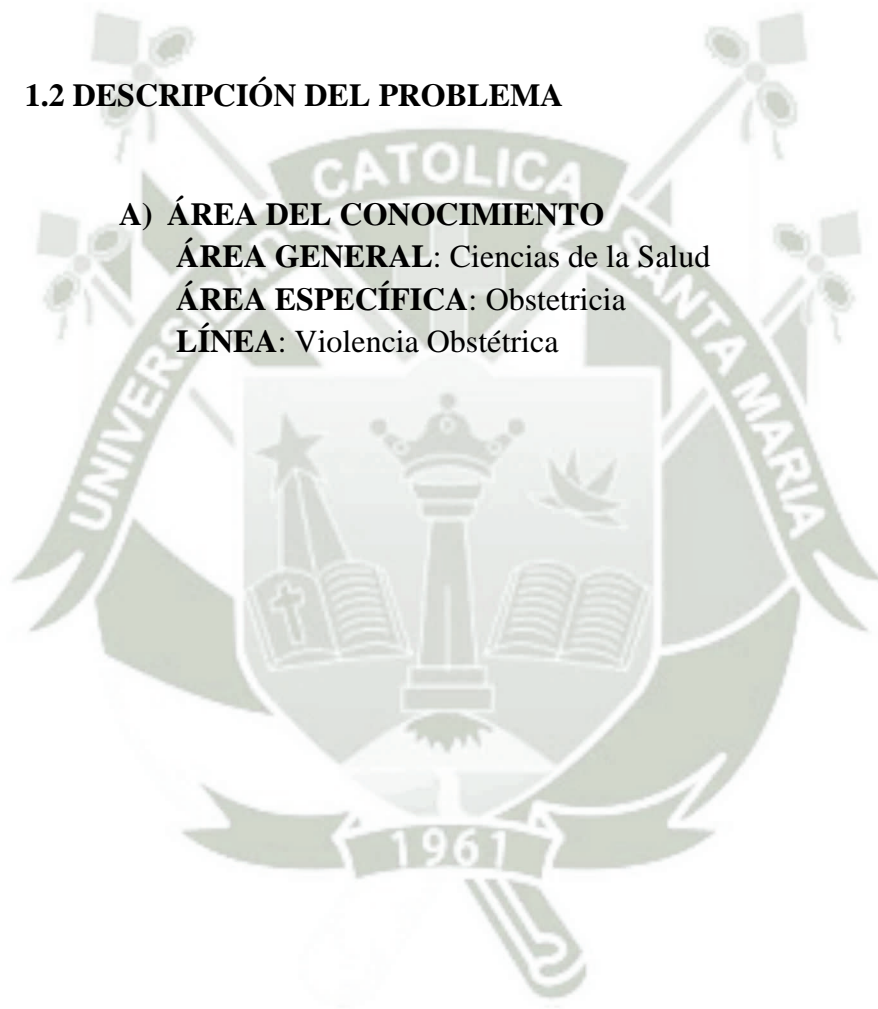 1.2 DESCRIPCIÓN DEL PROBLEMA
A) ÁREA DEL CONOCIMIENTO
ÁREA GENERAL: Ciencias de la Salud
ÁREA ESPECÍFICA: Obstetricia
LÍNEA: Violencia Obstétrica
UNIVERS
CATOLICA
SANTA MARIA
1961